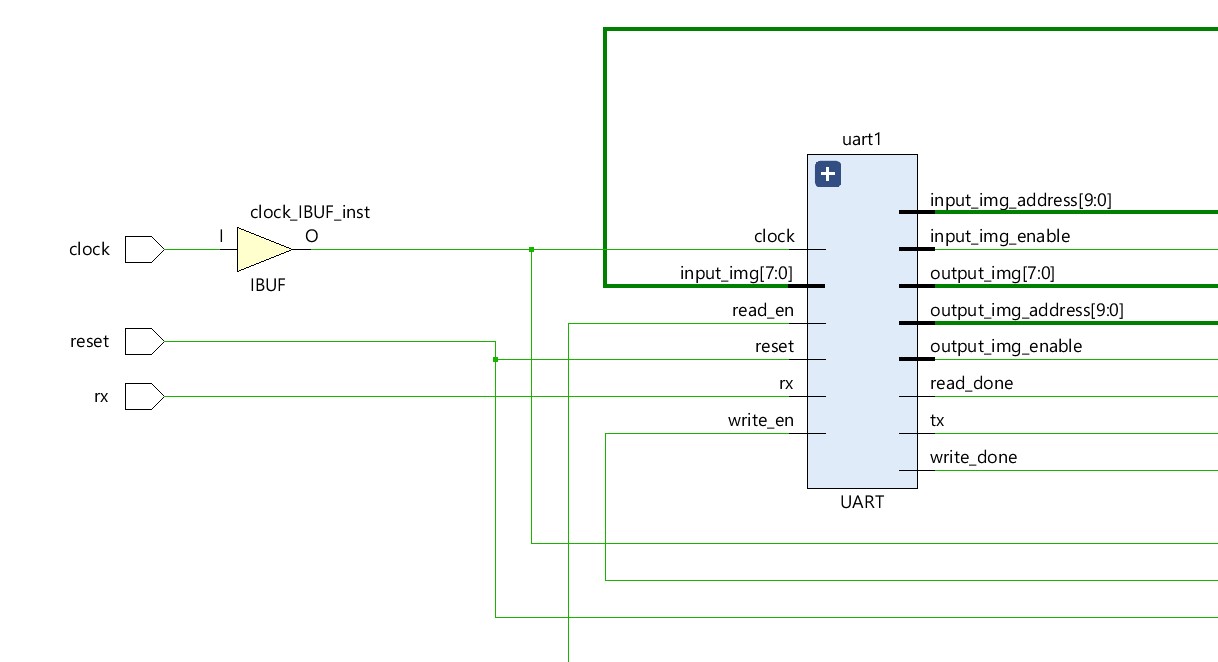 uart1
input_img_address[9:0]
clock_IBUF_inst
clock
I
O
clock
input_img_enable
input_img[7:0]
output_img[7:0]
IBUF
read_en
output_img_address[9:0]
reset
reset
output_img_enable
rx
rx
read_done
write_en
tx
write_done
UART